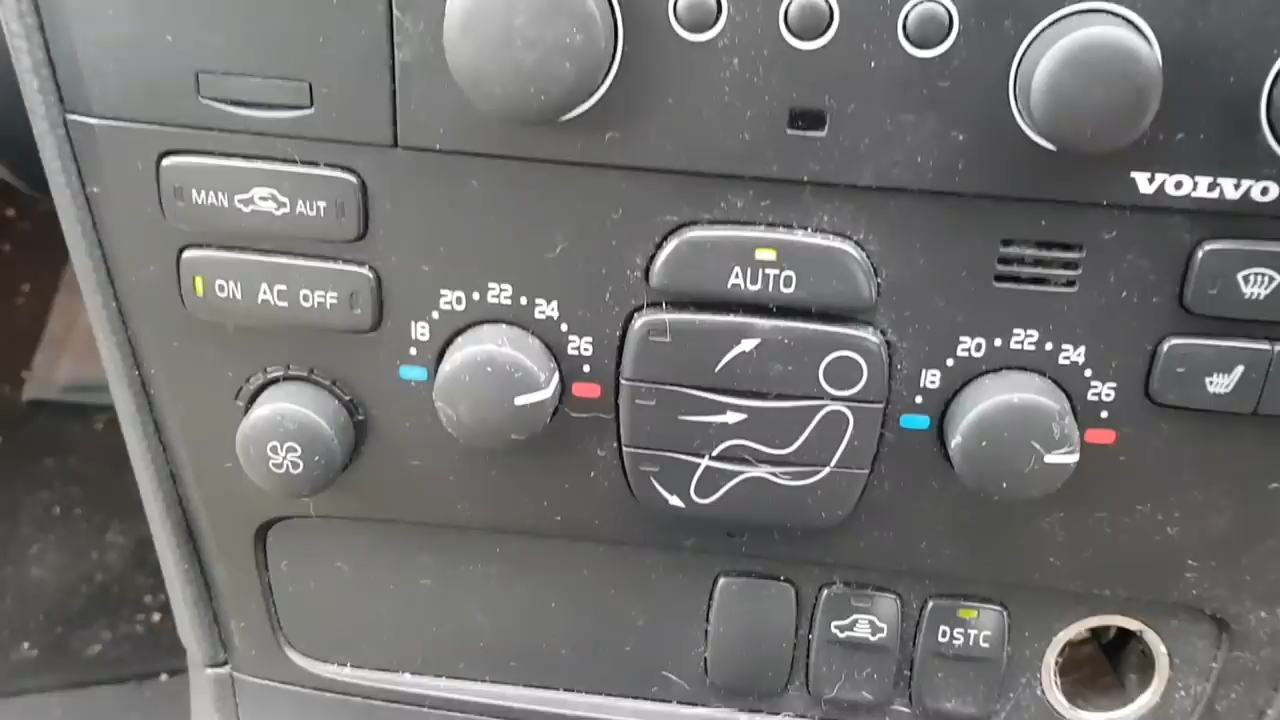 VOLVO
MAN AUT
ON AC OFF
AUTO
18 20 22 24 26
18 20 22 24 26
DSTC